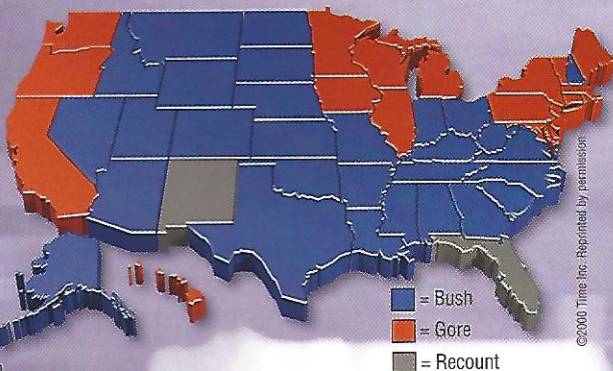 = Bush
= Gore
= Recount
©2000 Time Inc. Reprinted by permission